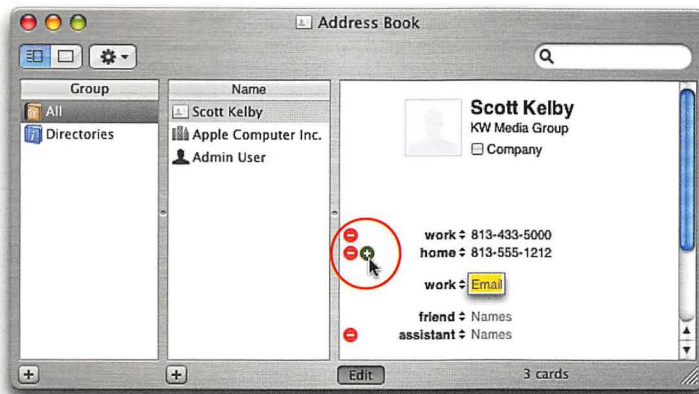 Address Book
Group
Name
All
Directories
Scott Kelby
Apple Computer Inc.
Admin User
Scott Kelby
KW Media Group
Company
work 813-433-5000
home 813-555-1212
work Email
friend Names
assistant Names
Edit
3 cards